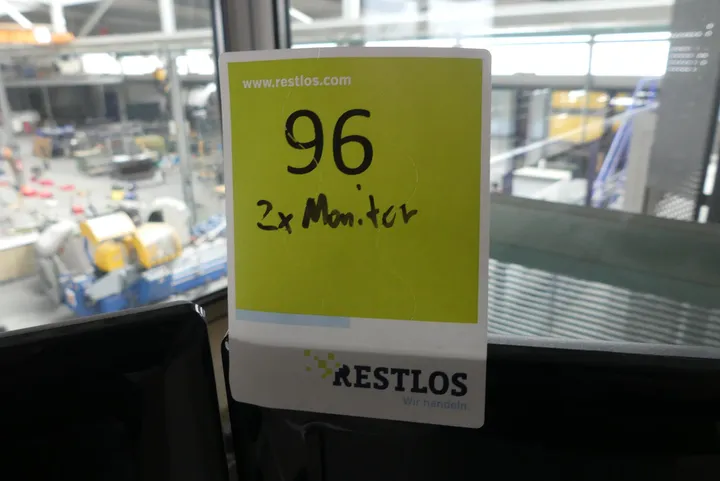 www.restlos.com
96
2x Monitor
RESTLOS
Wir handeln